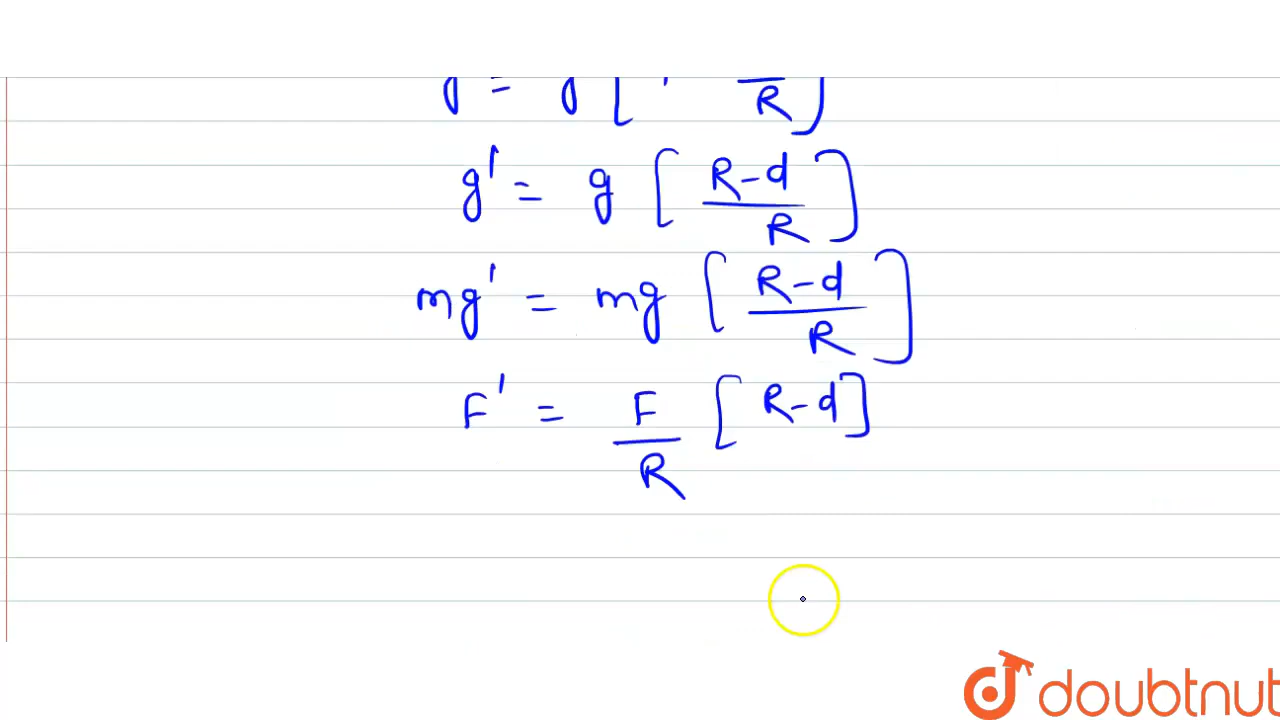 g' = g [ R-d / R ]
mg' = mg [ R-d / R ]
F' = F / R [ R-d ]
doubtnut